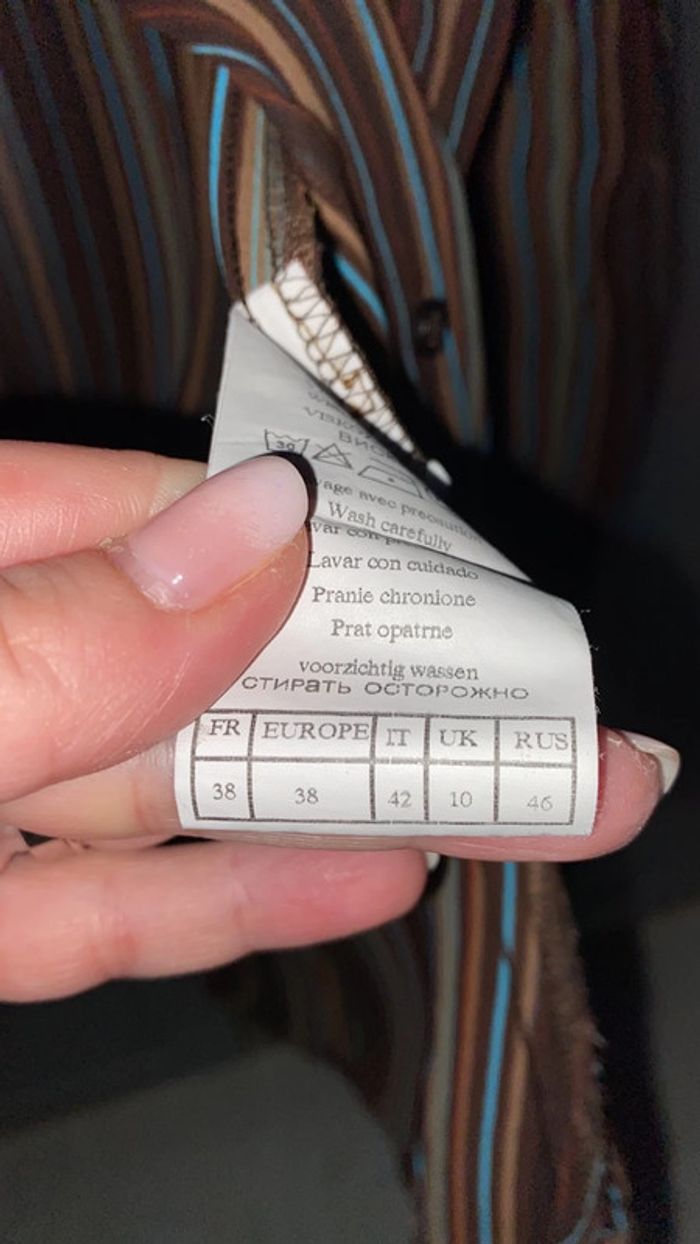 30
Wash carefully
Lavar con cuidado
Pranie chronione
Prat opatrne
voorzichtig wassen
СТИРАТЬ ОСТОРОЖНО
FR EUROPE IT UK RUS
38 38 42 10 46